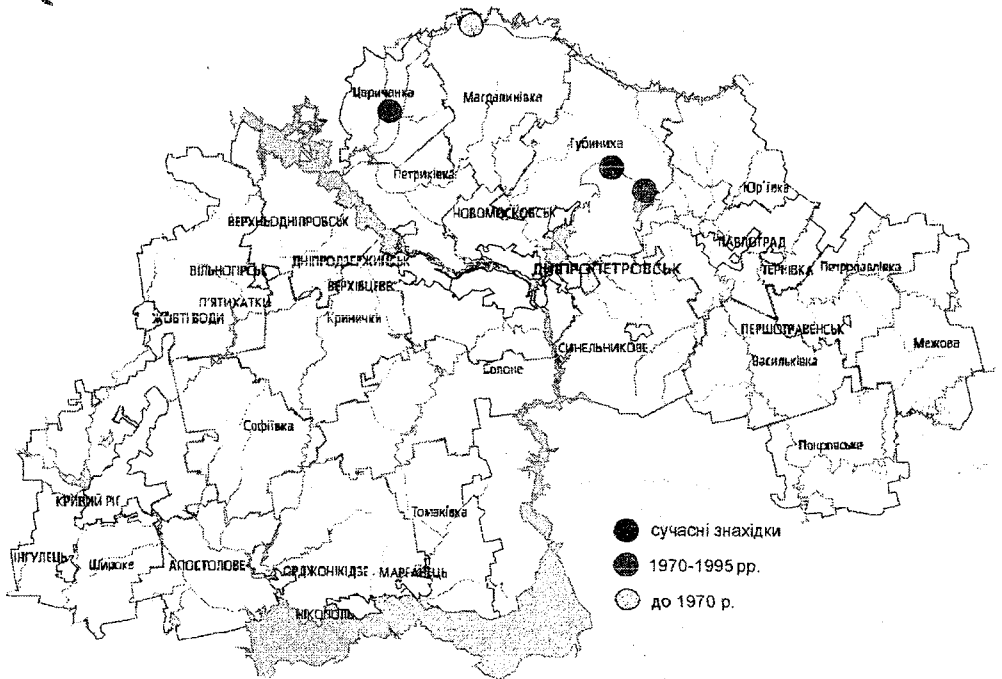 Царичанка
Магдалинівка
Губиниха
Петриківка
Юр'ївка
НОВОМОСКОВСЬК
ВЕРХНЬОДНІПРОВСЬК
ПАВЛОГРАД
ДНІПРОДЗЕРЖИНСЬК
ДНІПРОПЕТРОВСЬК
ВІЛЬНОГІРСЬК
ТЕРНІВКА
Петропавлівка
ВЕРХІВЦЕВЕ
П'ЯТИХАТКИ
ЖОВТІ ВОДИ
Кринички
ПЕРШОТРАВЕНСЬК
СИНЕЛЬНИКОВЕ
Межова
Васильківка
Солоне
Софіївка
Покровське
КРИВИЙ РІГ
Томаківка
сучасні знахідки
ІНГУЛЕЦЬ
Широке
АПОСТОЛОВЕ
ОРДЖОНІКІДЗЕ
МАРГАНЕЦЬ
1970-1995 рр.
до 1970 р.
НІКОПОЛЬ